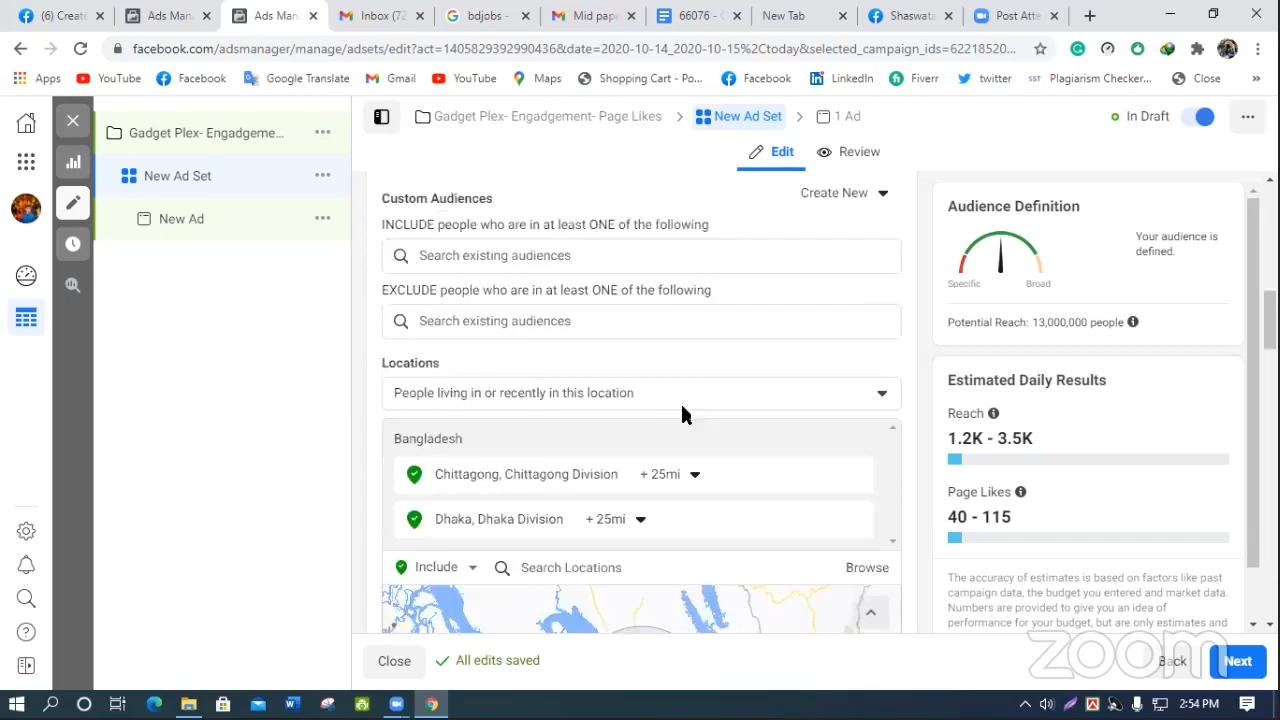 (6) Create
Ads Man
Ads Man
Inbox (7
bdjobs -
Mid pap
66076 - 
New Tab
Shaswata
Post Atte
facebook.com/adsmanager/manage/adsets/edit?act=1405829392990436&date=2020-10-14_2020-10-15%2Ctoday&selected_campaign_ids=62218520...
Apps
YouTube
Facebook
Google Translate
Gmail
YouTube
Maps
Shopping Cart - Po...
Facebook
LinkedIn
Fiverr
twitter
Plagiarism Checker...
Close
»
Gadget Plex- Engadgement- Page Likes
New Ad Set
1 Ad
In Draft
Gadget Plex- Engadgeme...
New Ad Set
New Ad
Edit
Review
Custom Audiences
Create New
INCLUDE people who are in at least ONE of the following
Search existing audiences
EXCLUDE people who are in at least ONE of the following
Search existing audiences
Locations
People living in or recently in this location
Bangladesh
Chittagong, Chittagong Division + 25mi
Dhaka, Dhaka Division + 25mi
Include
Search Locations
Browse
Close
All edits saved
Back
Next
Audience Definition
Your audience is
defined.
Specific
Broad
Potential Reach: 13,000,000 people
Estimated Daily Results
Reach
1.2K - 3.5K
Page Likes
40 - 115
The accuracy of estimates is based on factors like past
campaign data, the budget you entered and market data.
Numbers are provided to give you an idea of
performance for your budget, but are only estimates and
zoom
2:54 PM